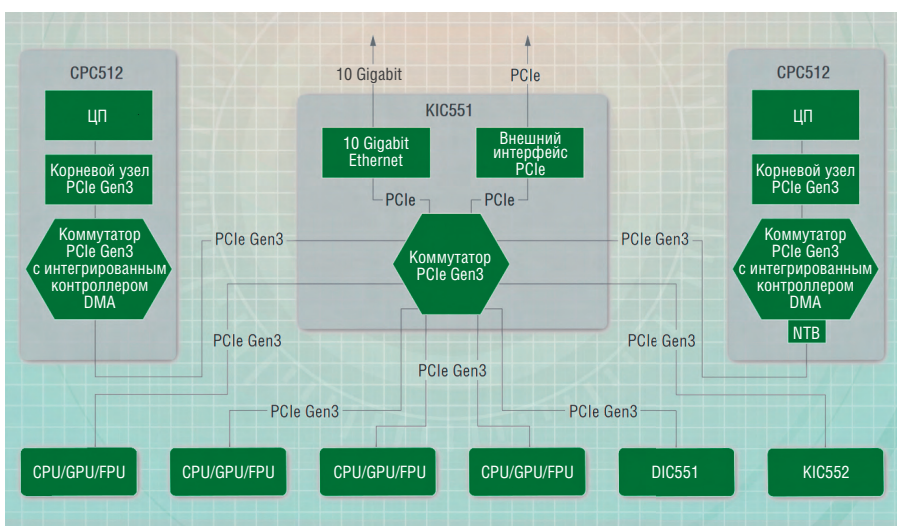 10 Gigabit
PCIe
CPC512
ЦП
Корневой узел
PCIe Gen3
Коммутатор
PCIe Gen3
с интегрированным
контроллером
DMA
KIC551
10 Gigabit
Ethernet
Внешний
интерфейс
PCIe
PCIe
PCIe
Коммутатор
PCIe Gen3
CPC512
ЦП
Корневой узел
PCIe Gen3
Коммутатор
PCIe Gen3
с интегрированным
контроллером
DMA
NTB
PCIe Gen3
PCIe Gen3
PCIe Gen3
PCIe Gen3
PCIe Gen3
PCIe Gen3
PCIe Gen3
CPU/GPU/FPU
CPU/GPU/FPU
CPU/GPU/FPU
CPU/GPU/FPU
DIC551
KIC552